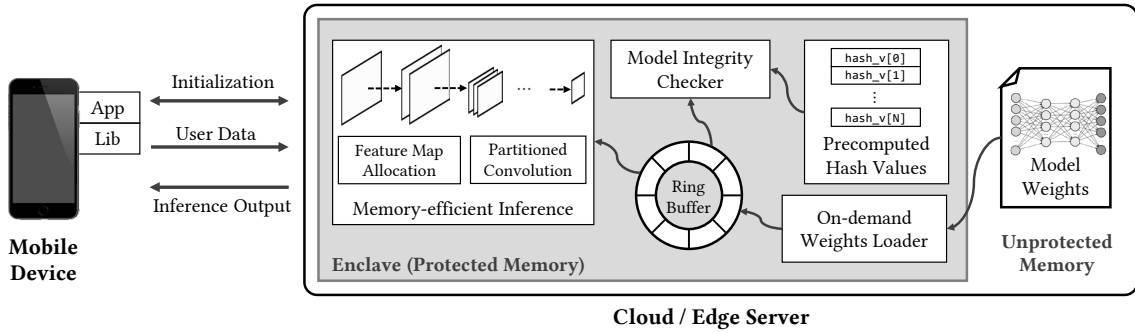 App
Lib
Mobile
Device
Initialization
User Data
Inference Output
Feature Map
Allocation
Partitioned
Convolution
Memory-efficient Inference
Enclave (Protected Memory)
Model Integrity
Checker
Ring
Buffer
hash_v[0]
hash_v[1]
hash_v[N]
Precomputed
Hash Values
On-demand
Weights Loader
Model
Weights
Unprotected
Memory
Cloud / Edge Server